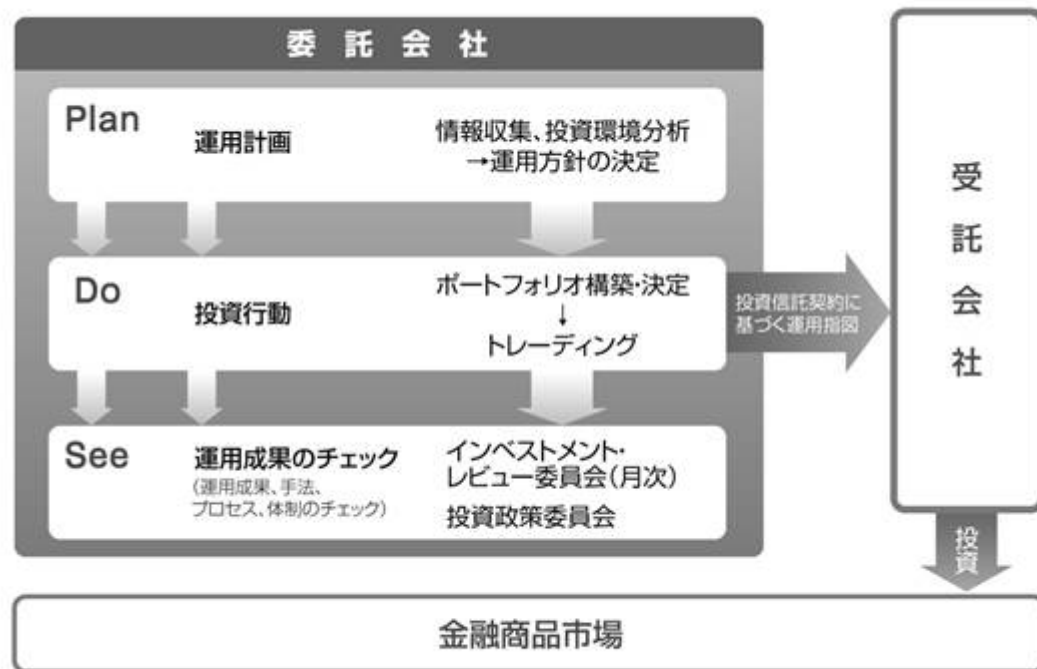 委託会社
Plan
運用計画
情報収集、投資環境分析
→運用方針の決定
Do
投資行動
ポートフォリオ構築・決定
↓
トレーディング
投資信託契約に
基づく運用指図
See
運用成果のチェック
(運用成果、手法、
プロセス、体制のチェック)
インベストメント・
レビュー委員会(月次)
投資政策委員会
受託会社
投資
金融商品市場